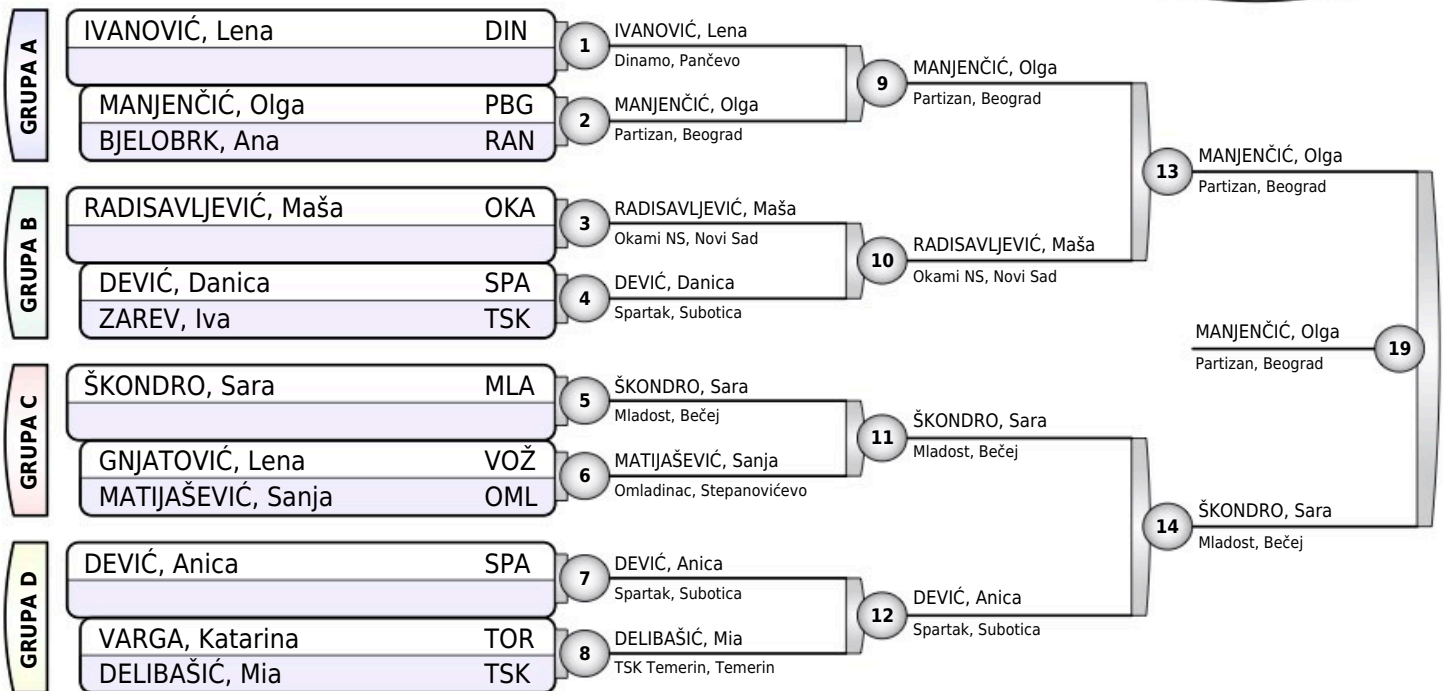 GRUPA A
IVANOVIĆ, Lena DIN
MANJENČIĆ, Olga PBG
BJELOBRK, Ana RAN
1
IVANOVIĆ, Lena
Dinamo, Pančevo
2
MANJENČIĆ, Olga
Partizan, Beograd
9
MANJENČIĆ, Olga
Partizan, Beograd
GRUPA B
RADISAVLJEVIĆ, Maša OKA
DEVIĆ, Danica SPA
ZAREV, Iva TSK
3
RADISAVLJEVIĆ, Maša
Okami NS, Novi Sad
4
DEVIĆ, Danica
Spartak, Subotica
10
RADISAVLJEVIĆ, Maša
Okami NS, Novi Sad
13
MANJENČIĆ, Olga
Partizan, Beograd
GRUPA C
ŠKONDRO, Sara MLA
GNJATOVIĆ, Lena VOŽ
MATIJAŠEVIĆ, Sanja OML
5
ŠKONDRO, Sara
Mladost, Bečej
6
MATIJAŠEVIĆ, Sanja
Omladinac, Stepanovićevo
11
ŠKONDRO, Sara
Mladost, Bečej
GRUPA D
DEVIĆ, Anica SPA
VARGA, Katarina TOR
DELIBAŠIĆ, Mia TSK
7
DEVIĆ, Anica
Spartak, Subotica
8
DELIBAŠIĆ, Mia
TSK Temerin, Temerin
12
DEVIĆ, Anica
Spartak, Subotica
14
ŠKONDRO, Sara
Mladost, Bečej
MANJENČIĆ, Olga
Partizan, Beograd
19